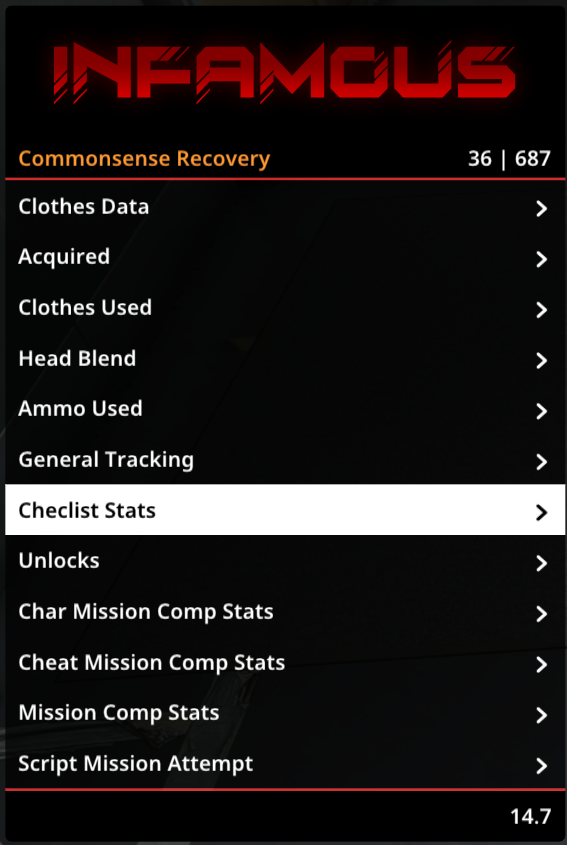 INFAMOUS
Commonsense Recovery 36 | 687
Clothes Data
Acquired
Clothes Used
Head Blend
Ammo Used
General Tracking
Checlist Stats
Unlocks
Char Mission Comp Stats
Cheat Mission Comp Stats
Mission Comp Stats
Script Mission Attempt
14.7